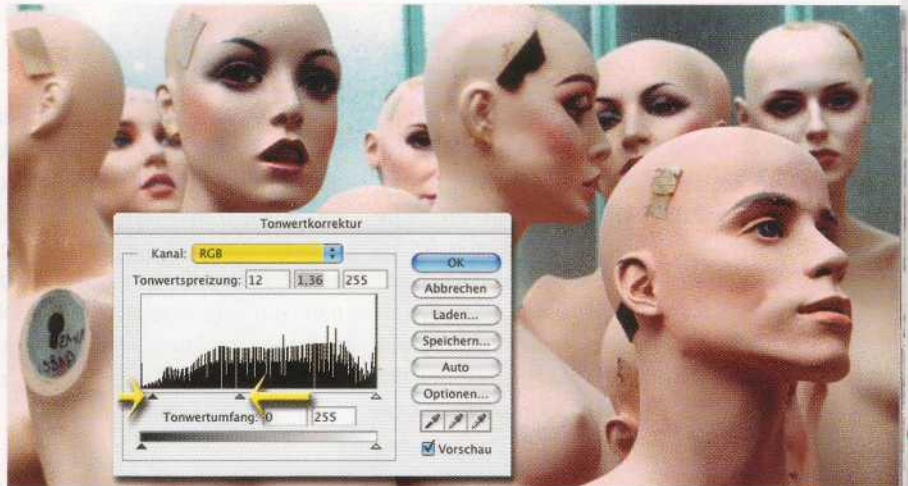 Tonwertkorrektur
Kanal: RGB
Tonwertspreizung: 12 1,36 255
Tonwertumfang: 0 255
OK
Abbrechen
Laden...
Speichern...
Auto
Optionen...
Vorschau